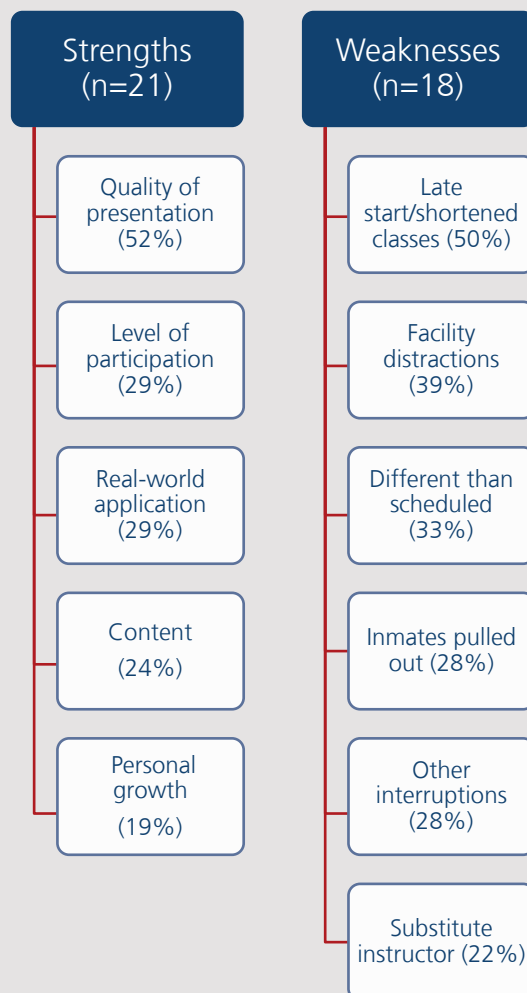 Strengths
(n=21)
Quality of
presentation
(52%)
Level of
participation
(29%)
Real-world
application
(29%)
Content
(24%)
Personal
growth
(19%)
Weaknesses
(n=18)
Late
start/shortened
classes (50%)
Facility
distractions
(39%)
Different than
scheduled
(33%)
Inmates pulled
out (28%)
Other
interruptions
(28%)
Substitute
instructor (22%)